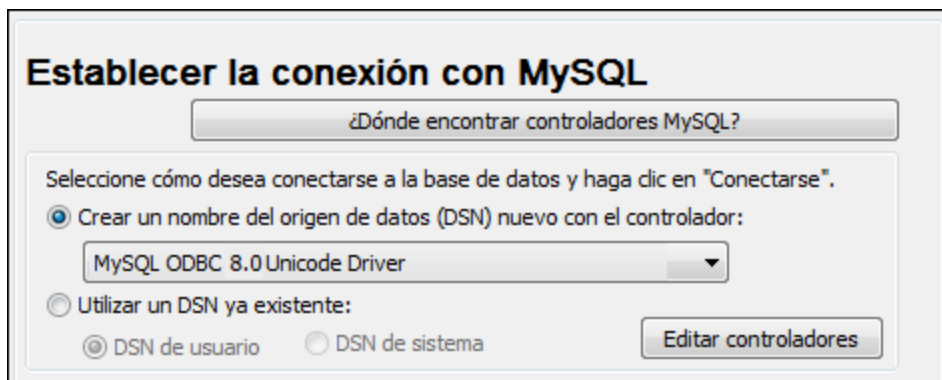 Establecer la conexión con MySQL
¿Dónde encontrar controladores MySQL?
Seleccione cómo desea conectarse a la base de datos y haga clic en "Conectarse".
Crear un nombre del origen de datos (DSN) nuevo con el controlador:
MySQL ODBC 8.0 Unicode Driver
Utilizar un DSN ya existente:
DSN de usuario DSN de sistema Editar controladores